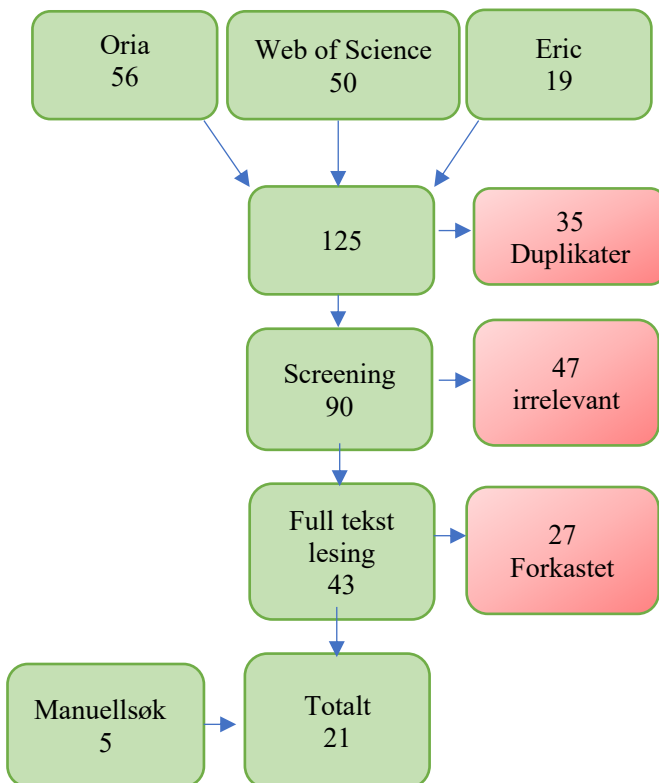 Oria
56
Web of Science
50
Eric
19
125
35
Duplikater
Screening
90
47
irrelevant
Full tekst
lesing
43
27
Forkastet
Manuellsøk
5
Totalt
21